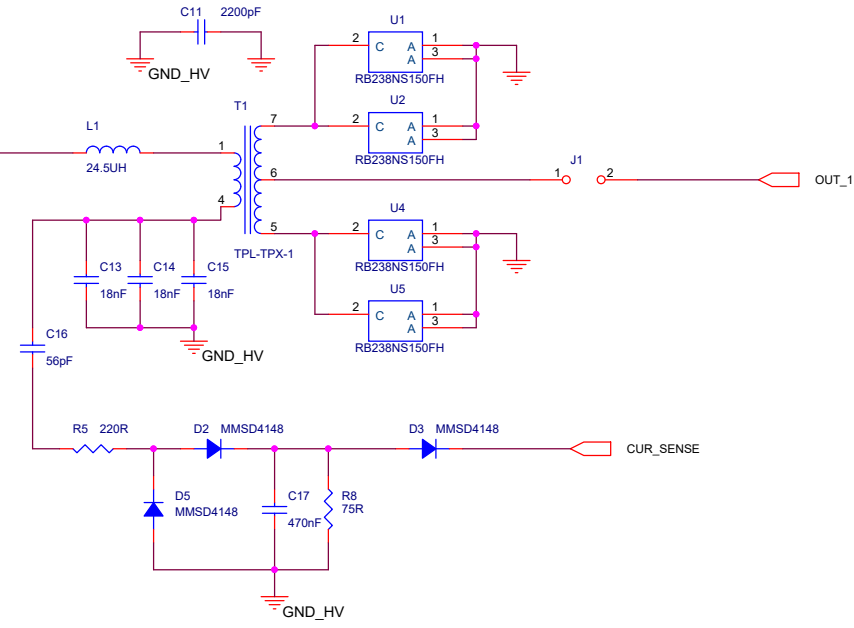 C11 2200pF
GND_HV
U1
2 C A 1
A 3
RB238NS150FH
T1
U2
7
2 C A 1
A 3
RB238NS150FH
L1
24.5UH
1
4
6
5
TPL-TPX-1
J1
1 2
OUT_1
U4
2 C A 1
A 3
RB238NS150FH
U5
2 C A 1
A 3
RB238NS150FH
C13 C14 C15
18nF 18nF 18nF
GND_HV
C16
56pF
R5 220R
D2 MMSD4148
D3 MMSD4148
CUR_SENSE
D5
MMSD4148
C17
470nF
R8
75R
GND_HV